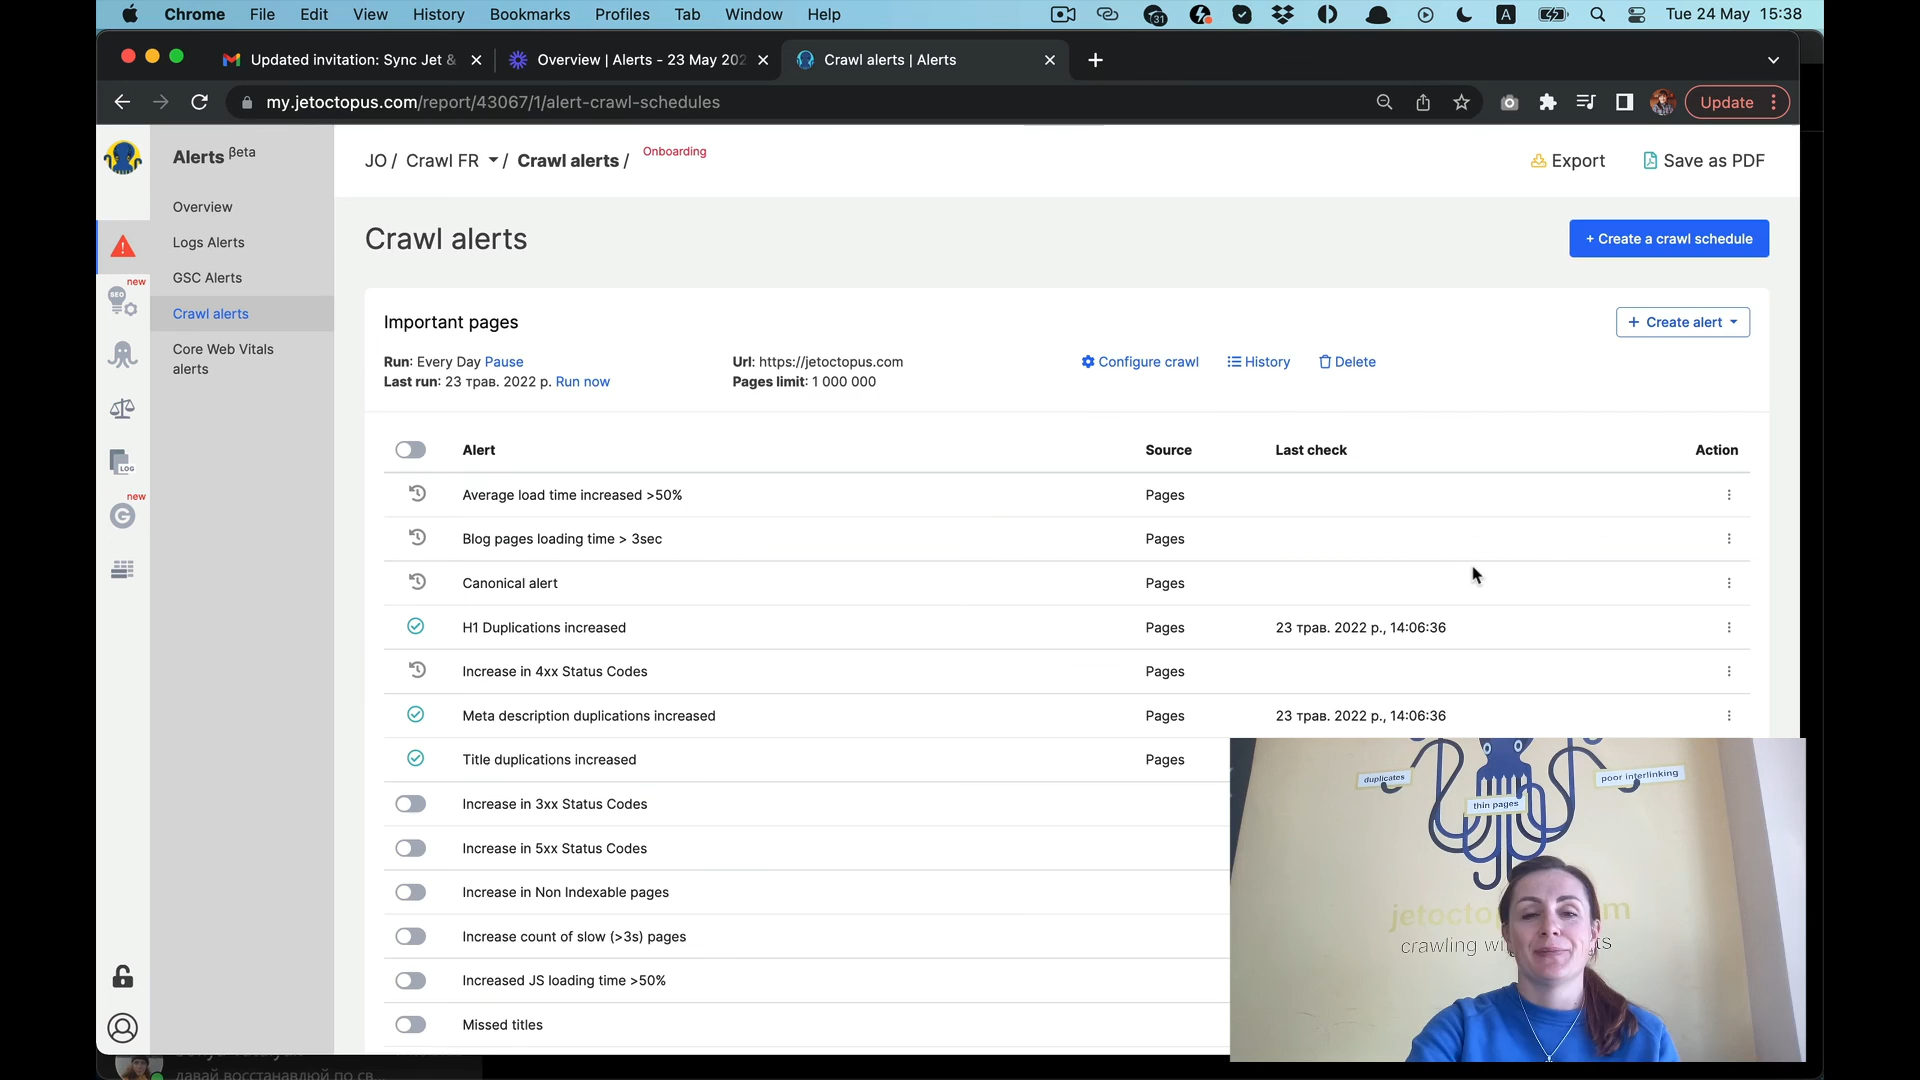 Chrome File Edit View History Bookmarks Profiles Tab Window Help
31
A
Tue 24 May 15:38
Updated invitation: Sync Jet &
Overview | Alerts - 23 May 202
Crawl alerts | Alerts
my.jetoctopus.com/report/43067/1/alert-crawl-schedules
Update
Alerts βeta
Overview
Logs Alerts
GSC Alerts
Crawl alerts
Core Web Vitals
alerts
new
SEO
LOG
new
G
JO / Crawl FR / Crawl alerts /
Onboarding
Export
Save as PDF
Crawl alerts
+ Create a crawl schedule
Important pages
+ Create alert
Run: Every Day Pause
Last run: 23 трав. 2022 р. Run now
Url: https://jetoctopus.com
Pages limit: 1 000 000
Configure crawl
History
Delete
Alert Source Last check Action
Average load time increased >50% Pages
Blog pages loading time > 3sec Pages
Canonical alert Pages
H1 Duplications increased Pages 23 трав. 2022 р., 14:06:36
Increase in 4xx Status Codes Pages
Meta description duplications increased Pages 23 трав. 2022 р., 14:06:36
Title duplications increased Pages
Increase in 3xx Status Codes
Increase in 5xx Status Codes
Increase in Non Indexable pages
Increase count of slow (>3s) pages
Increased JS loading time >50%
Missed titles
duplicates
thin pages
poor interlinking
crawling